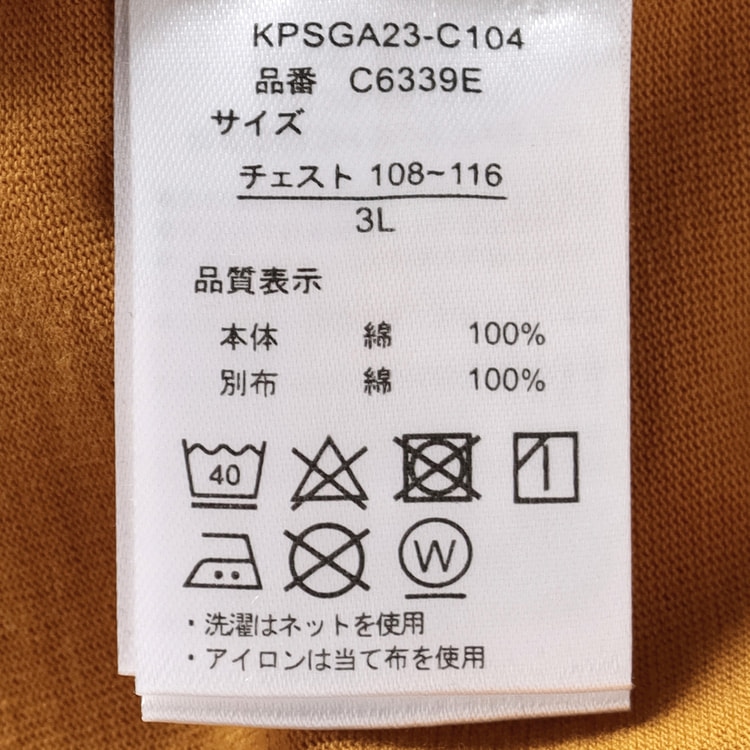 KPSGA23-C104
品番 C6339E
サイズ
チェスト 108~116
3L
品質表示
本体 綿 100%
別布 綿 100%
40
W
・洗濯はネットを使用
・アイロンは当て布を使用